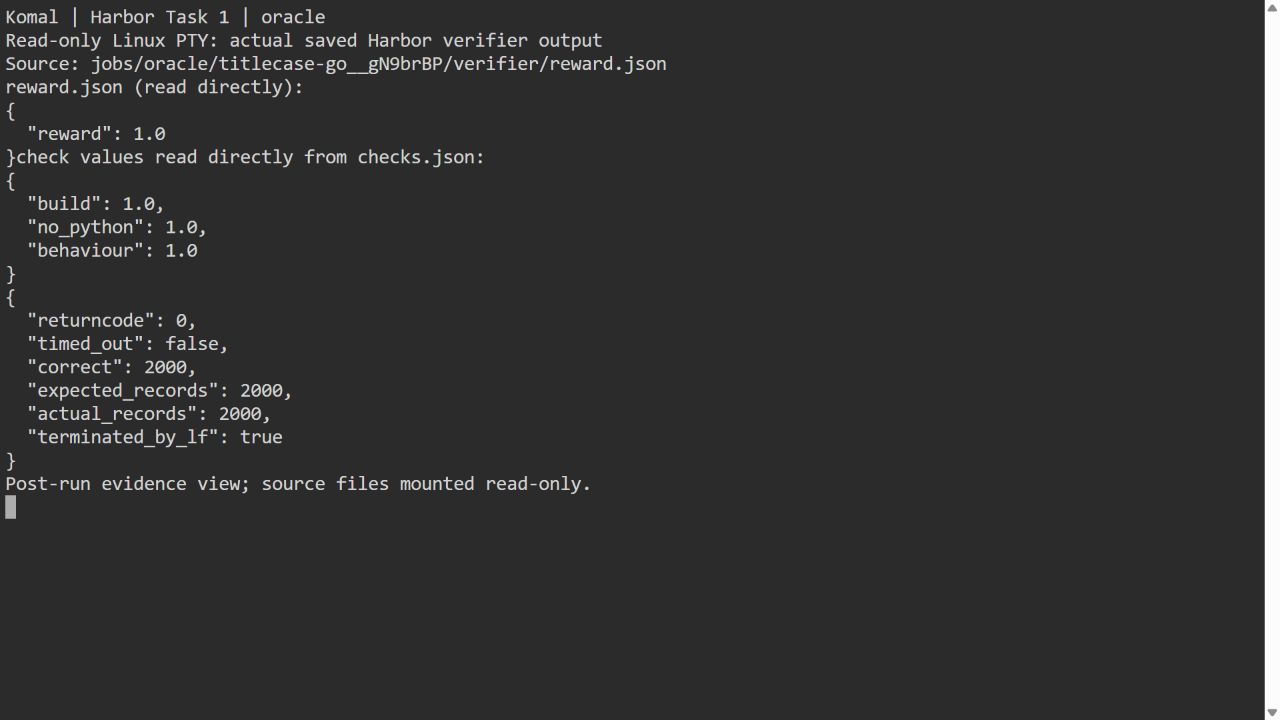 Komal | Harbor Task 1 | oracle
Read-only Linux PTY: actual saved Harbor verifier output
Source: jobs/oracle/titlecase-go__gN9brBP/verifier/reward.json
reward.json (read directly):
{
  "reward": 1.0
}check values read directly from checks.json:
{
  "build": 1.0,
  "no_python": 1.0,
  "behaviour": 1.0
}
{
  "returncode": 0,
  "timed_out": false,
  "correct": 2000,
  "expected_records": 2000,
  "actual_records": 2000,
  "terminated_by_lf": true
}
Post-run evidence view; source files mounted read-only.